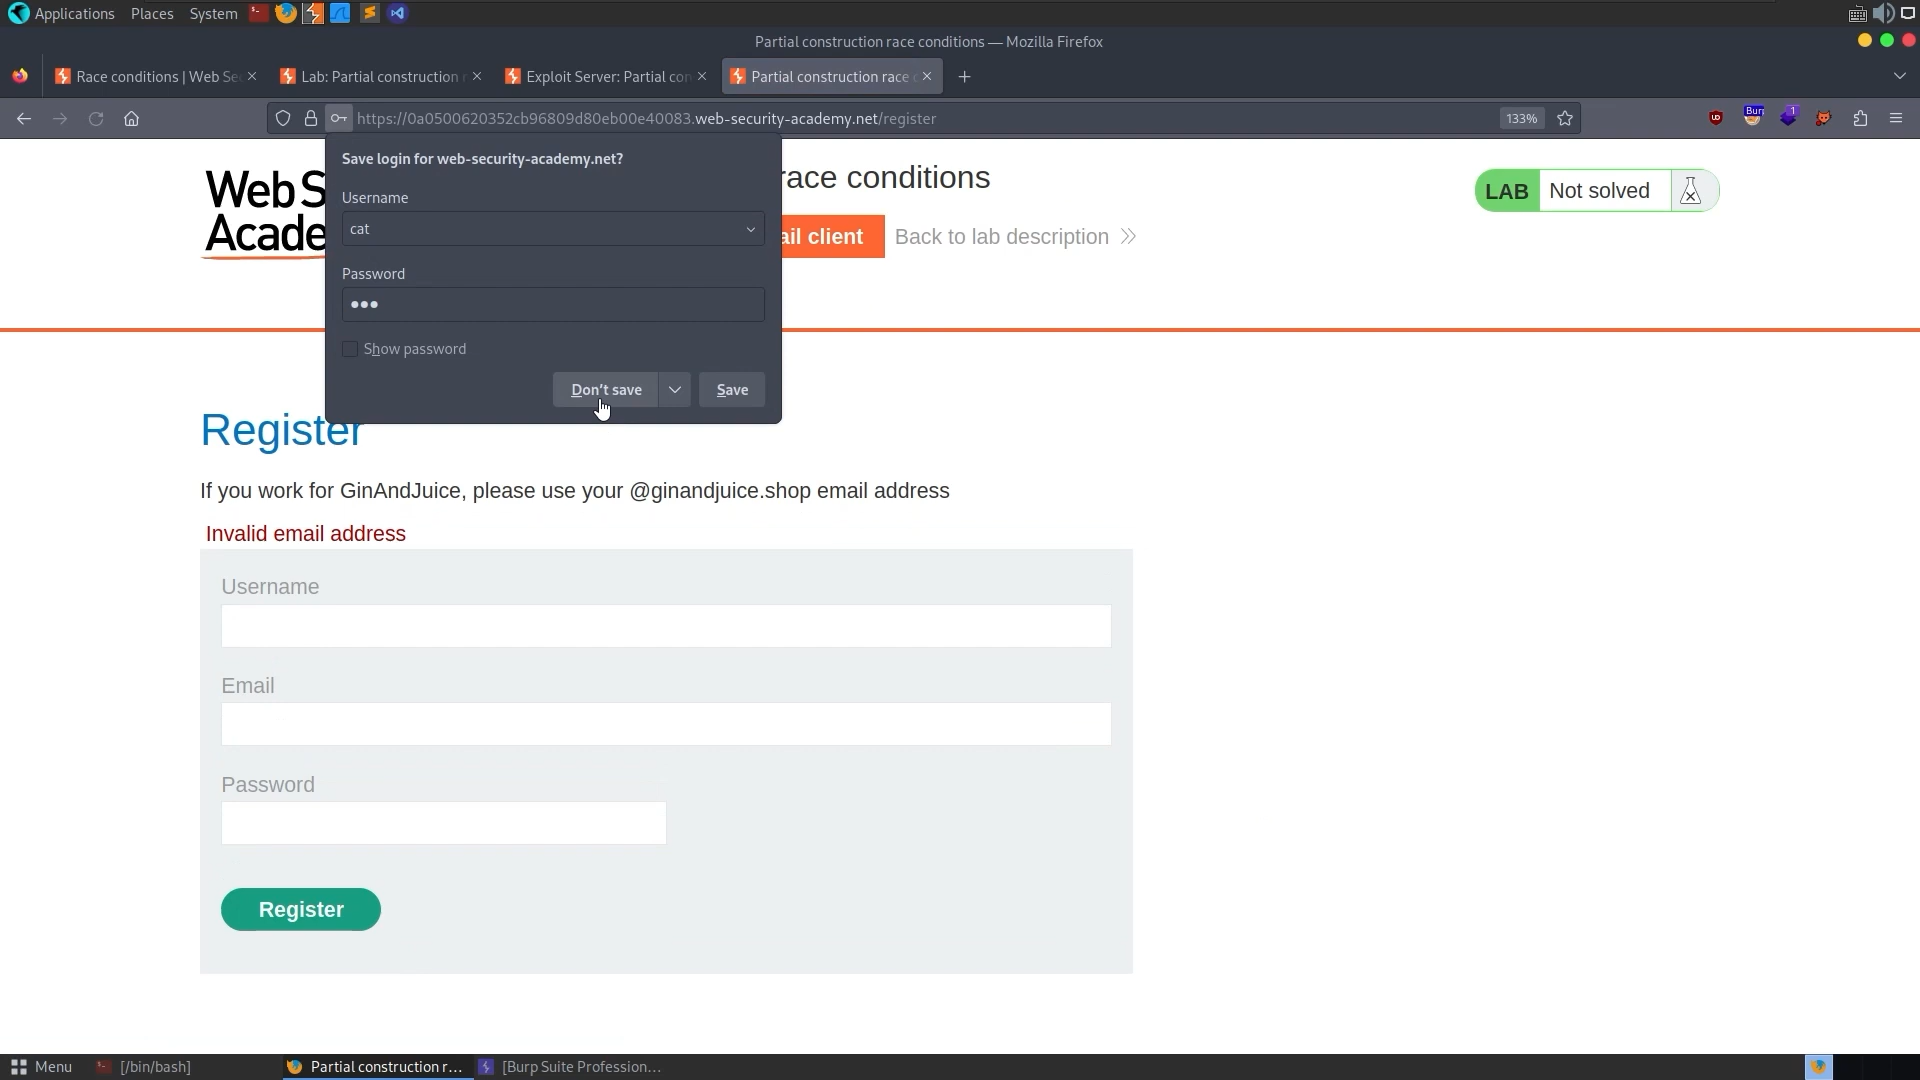 Applications Places System
Partial construction race conditions — Mozilla Firefox
Race conditions | Web Se
Lab: Partial construction r
Exploit Server: Partial con
Partial construction race c
https://0a0500620352cb96809d80eb00e40083.web-security-academy.net/register
133%
Save login for web-security-academy.net?
Username
cat
Password
Show password
Don't save
Save
Web S
Acade
race conditions
ail client
Back to lab description
LAB Not solved
Register
If you work for GinAndJuice, please use your @ginandjuice.shop email address
Invalid email address
Username
Email
Password
Register
Menu
[/bin/bash]
Partial construction r...
[Burp Suite Profession...